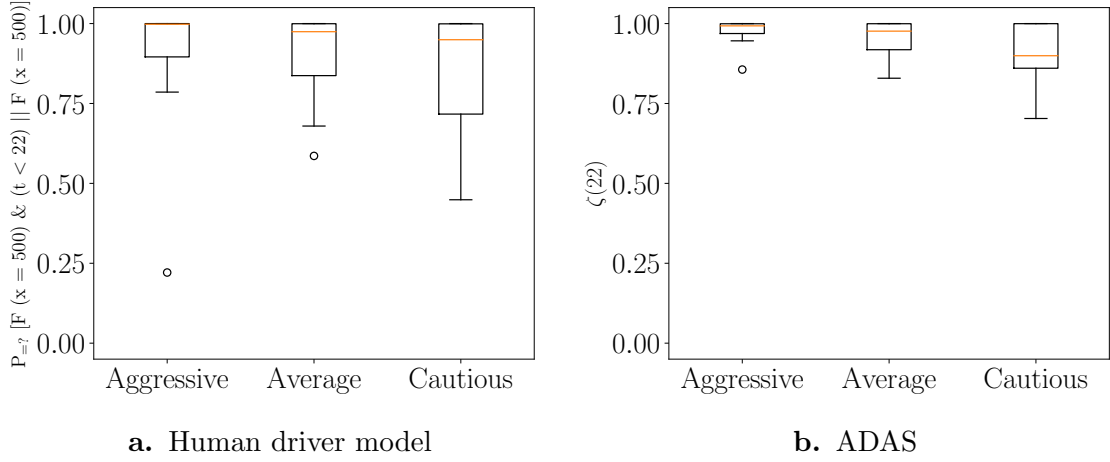 P=? [F (x = 500) & (t < 22) || F (x = 500)]
1.00
0.75
0.50
0.25
0.00
Aggressive Average Cautious
a. Human driver model
ζ(22)
1.00
0.75
0.50
0.25
0.00
Aggressive Average Cautious
b. ADAS